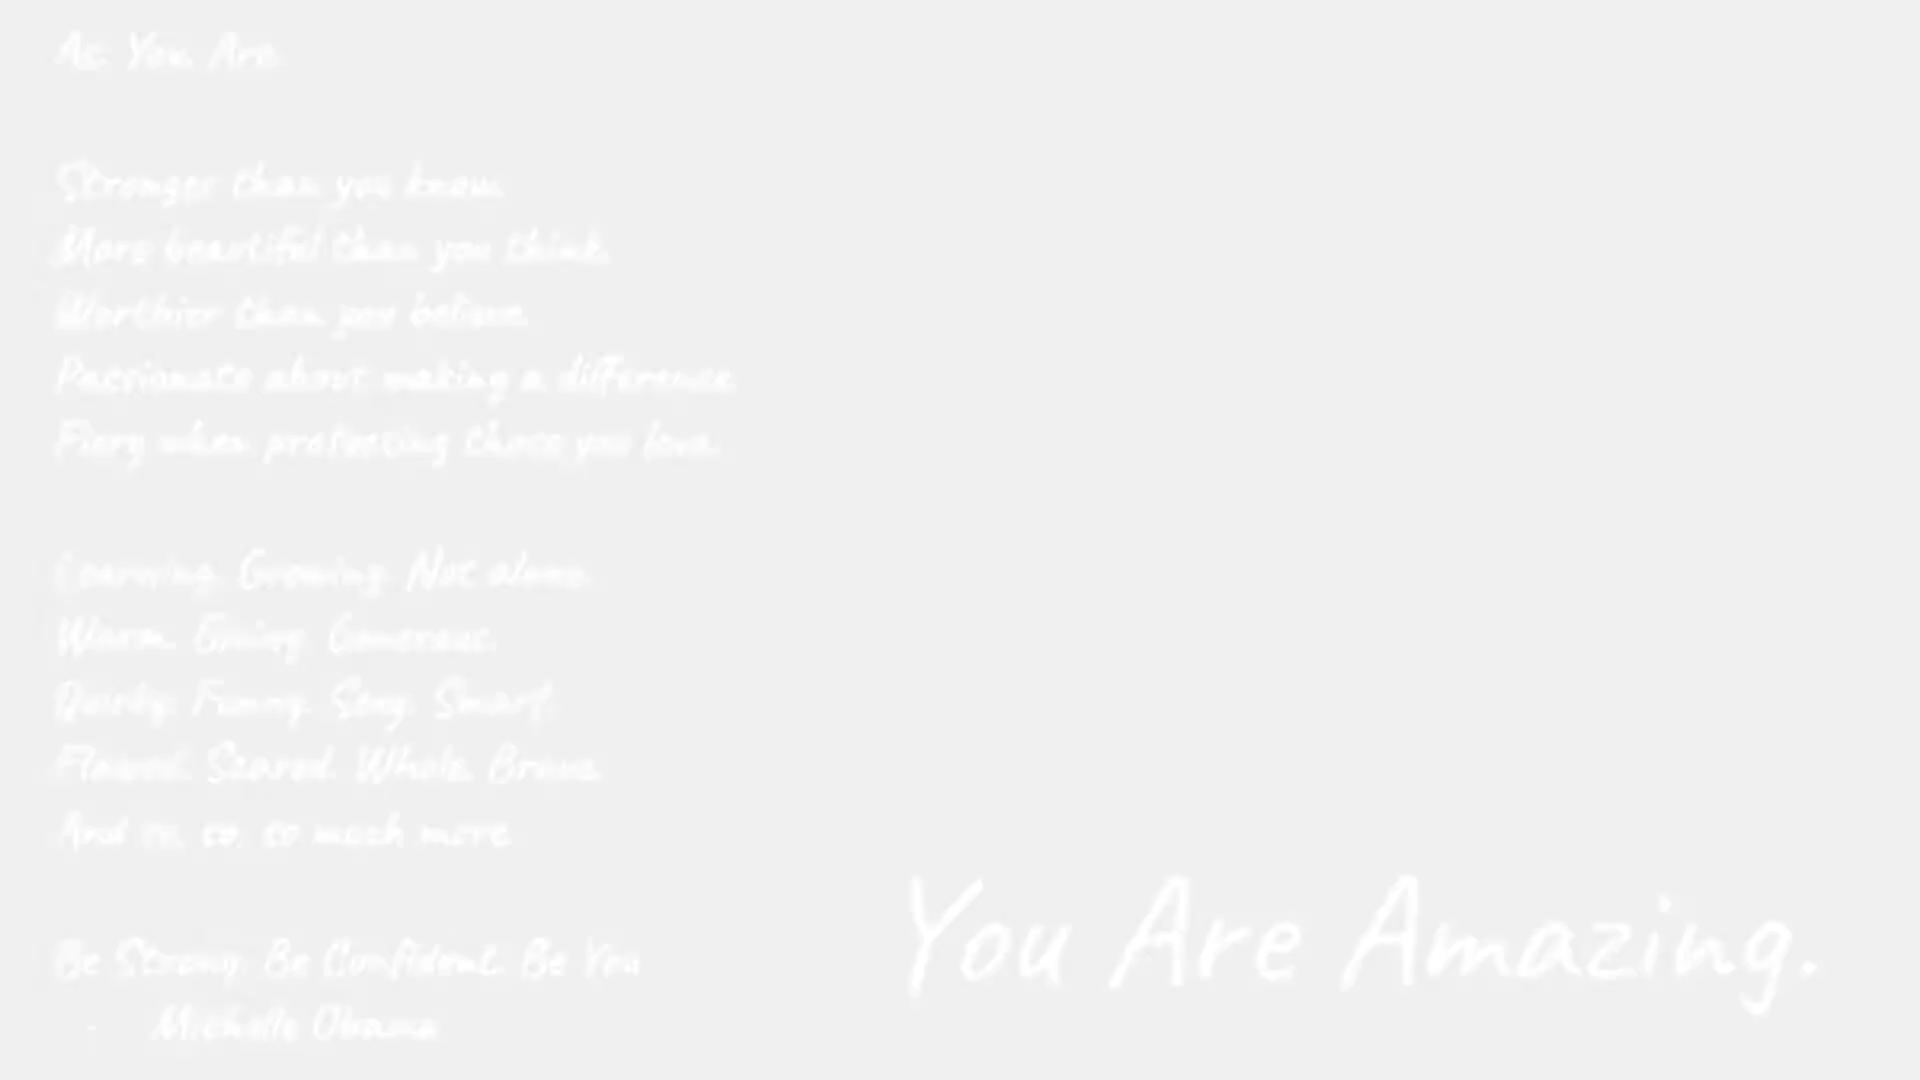 As You Are
Stronger than you know.
More beautiful than you think.
Worthier than you believe.
Passionate about making a difference.
Fiery when protecting those you love.
Learning. Growing. Not alone.
Warm. Giving. Generous.
Quirky. Funny. Sexy. Smart.
Flawed. Scared. Whole. Brave.
And so, so, so much more.
Be Strong. Be Confident. Be You
- Michelle Obama
You Are Amazing.